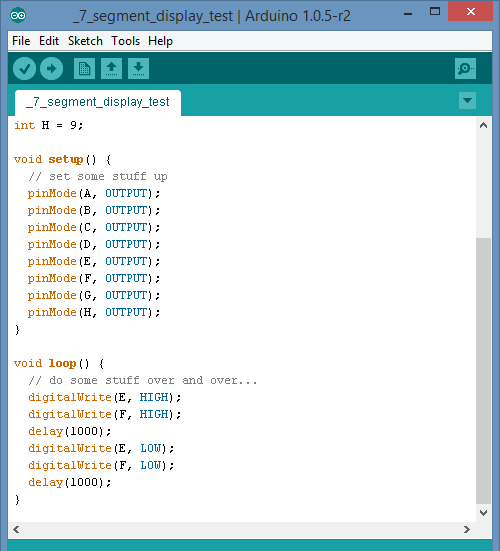 _7_segment_display_test | Arduino 1.0.5-r2
File Edit Sketch Tools Help
_7_segment_display_test
int H = 9;
void setup() {
// set some stuff up
pinMode(A, OUTPUT);
pinMode(B, OUTPUT);
pinMode(C, OUTPUT);
pinMode(D, OUTPUT);
pinMode(E, OUTPUT);
pinMode(F, OUTPUT);
pinMode(G, OUTPUT);
pinMode(H, OUTPUT);
}
void loop() {
// do some stuff over and over...
digitalWrite(E, HIGH);
digitalWrite(F, HIGH);
delay(1000);
digitalWrite(E, LOW);
digitalWrite(F, LOW);
delay(1000);
}